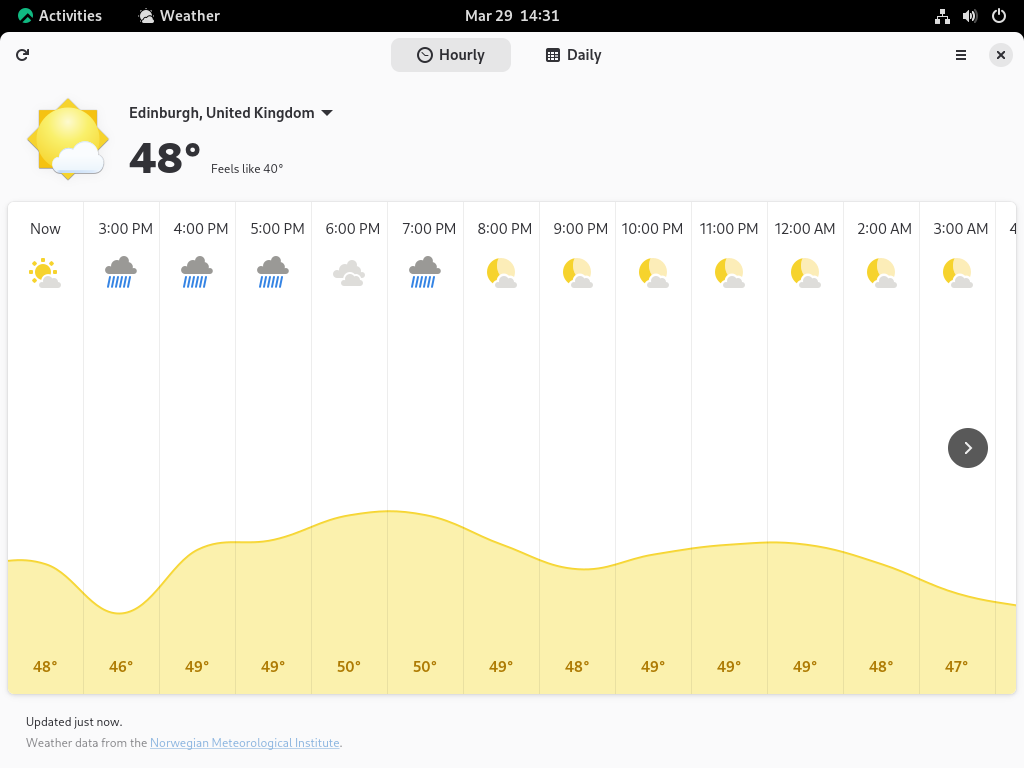 Activities Weather Mar 29 14:31
Hourly Daily
Edinburgh, United Kingdom
48° Feels like 40°
Now 3:00 PM 4:00 PM 5:00 PM 6:00 PM 7:00 PM 8:00 PM 9:00 PM 10:00 PM 11:00 PM 12:00 AM 2:00 AM 3:00 AM 4
48° 46° 49° 49° 50° 50° 49° 48° 49° 49° 49° 48° 47°
Updated just now.
Weather data from the Norwegian Meteorological Institute.